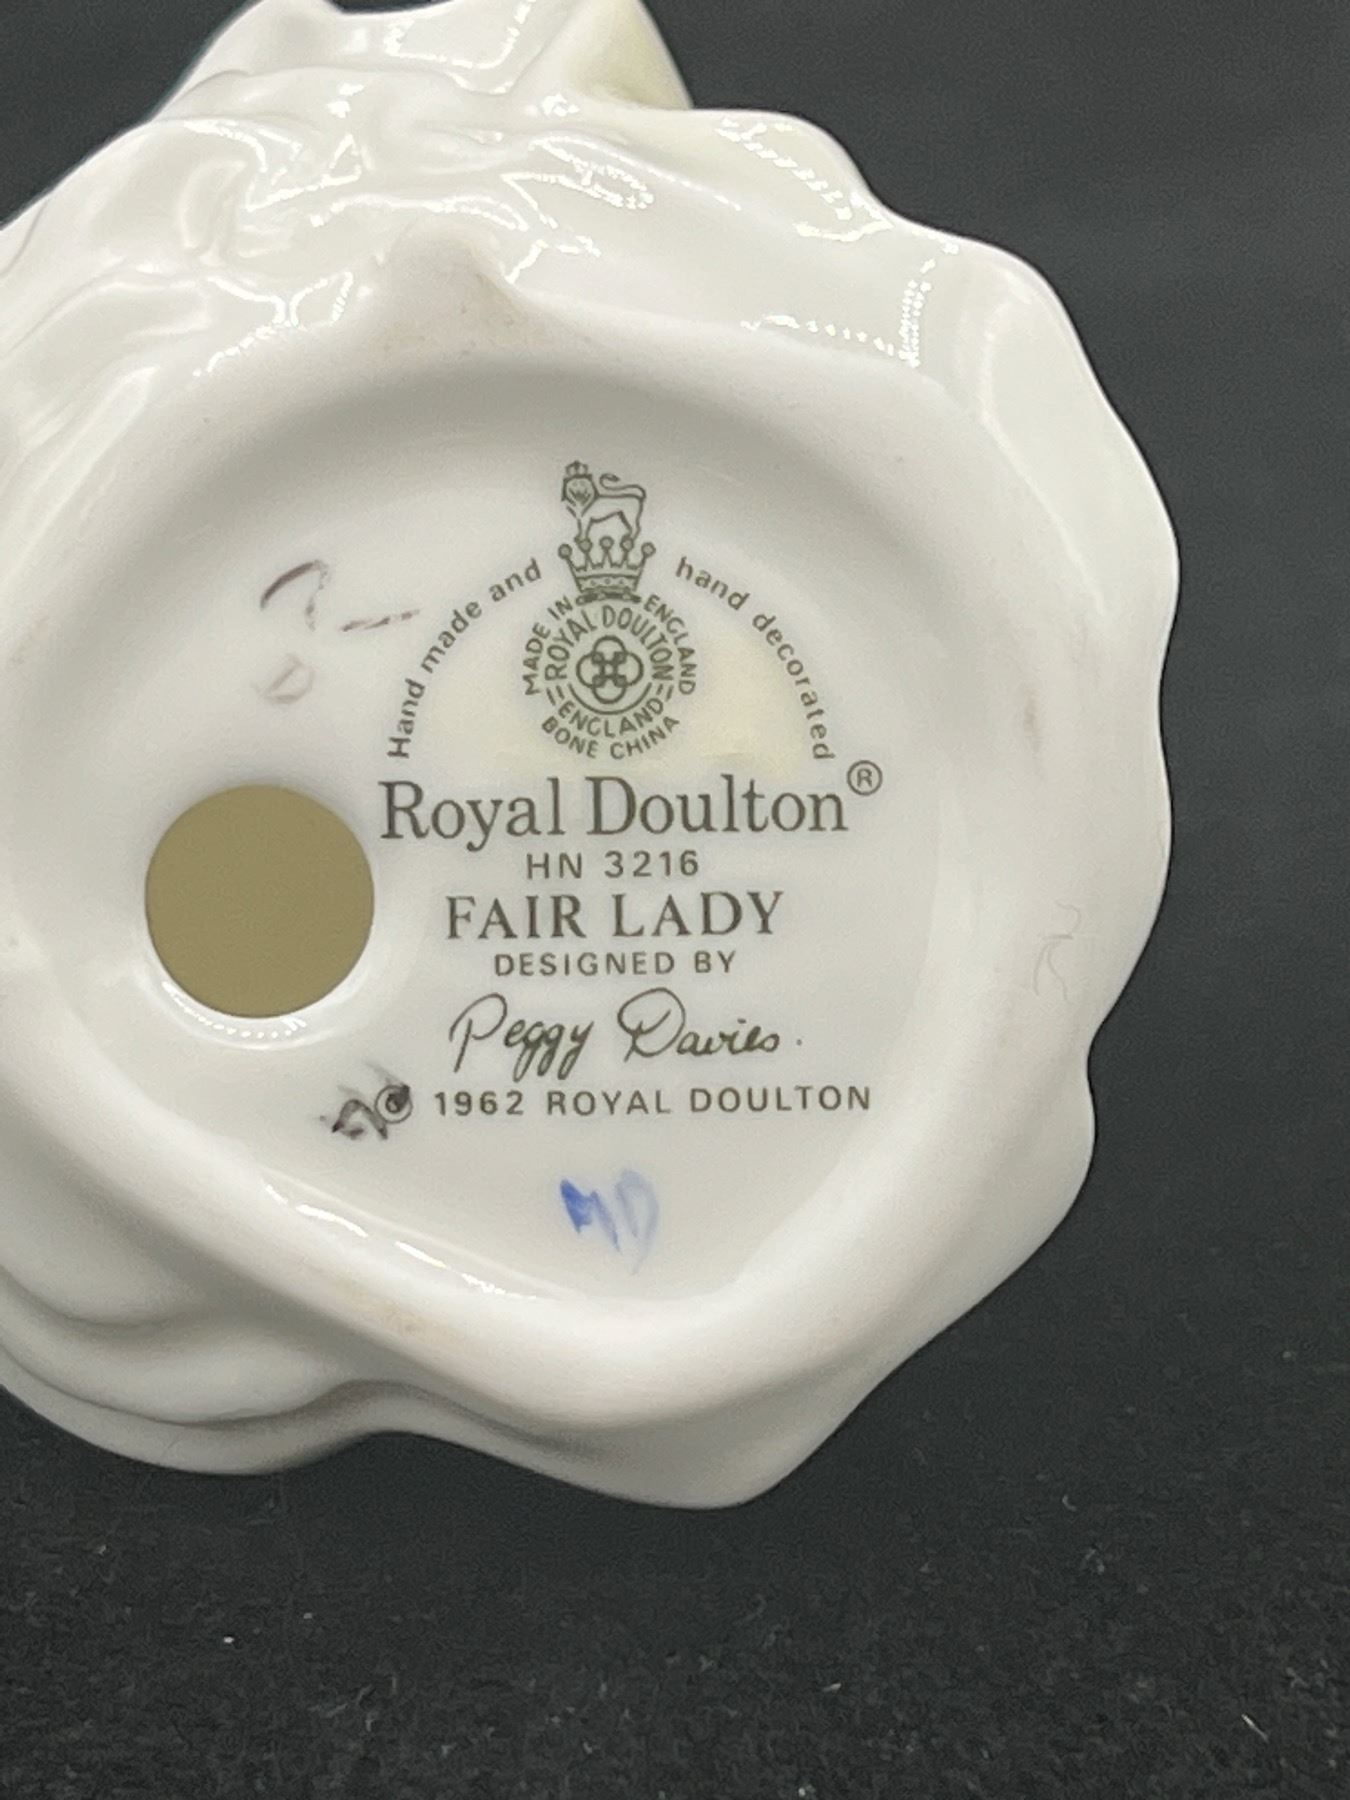 Hand made and hand decorated
MADE IN ENGLAND
ROYAL DOULTON
ENGLAND
BONE CHINA
Royal Doulton®
HN 3216
FAIR LADY
DESIGNED BY
Peggy Davies.
© 1962 ROYAL DOULTON
MD
D